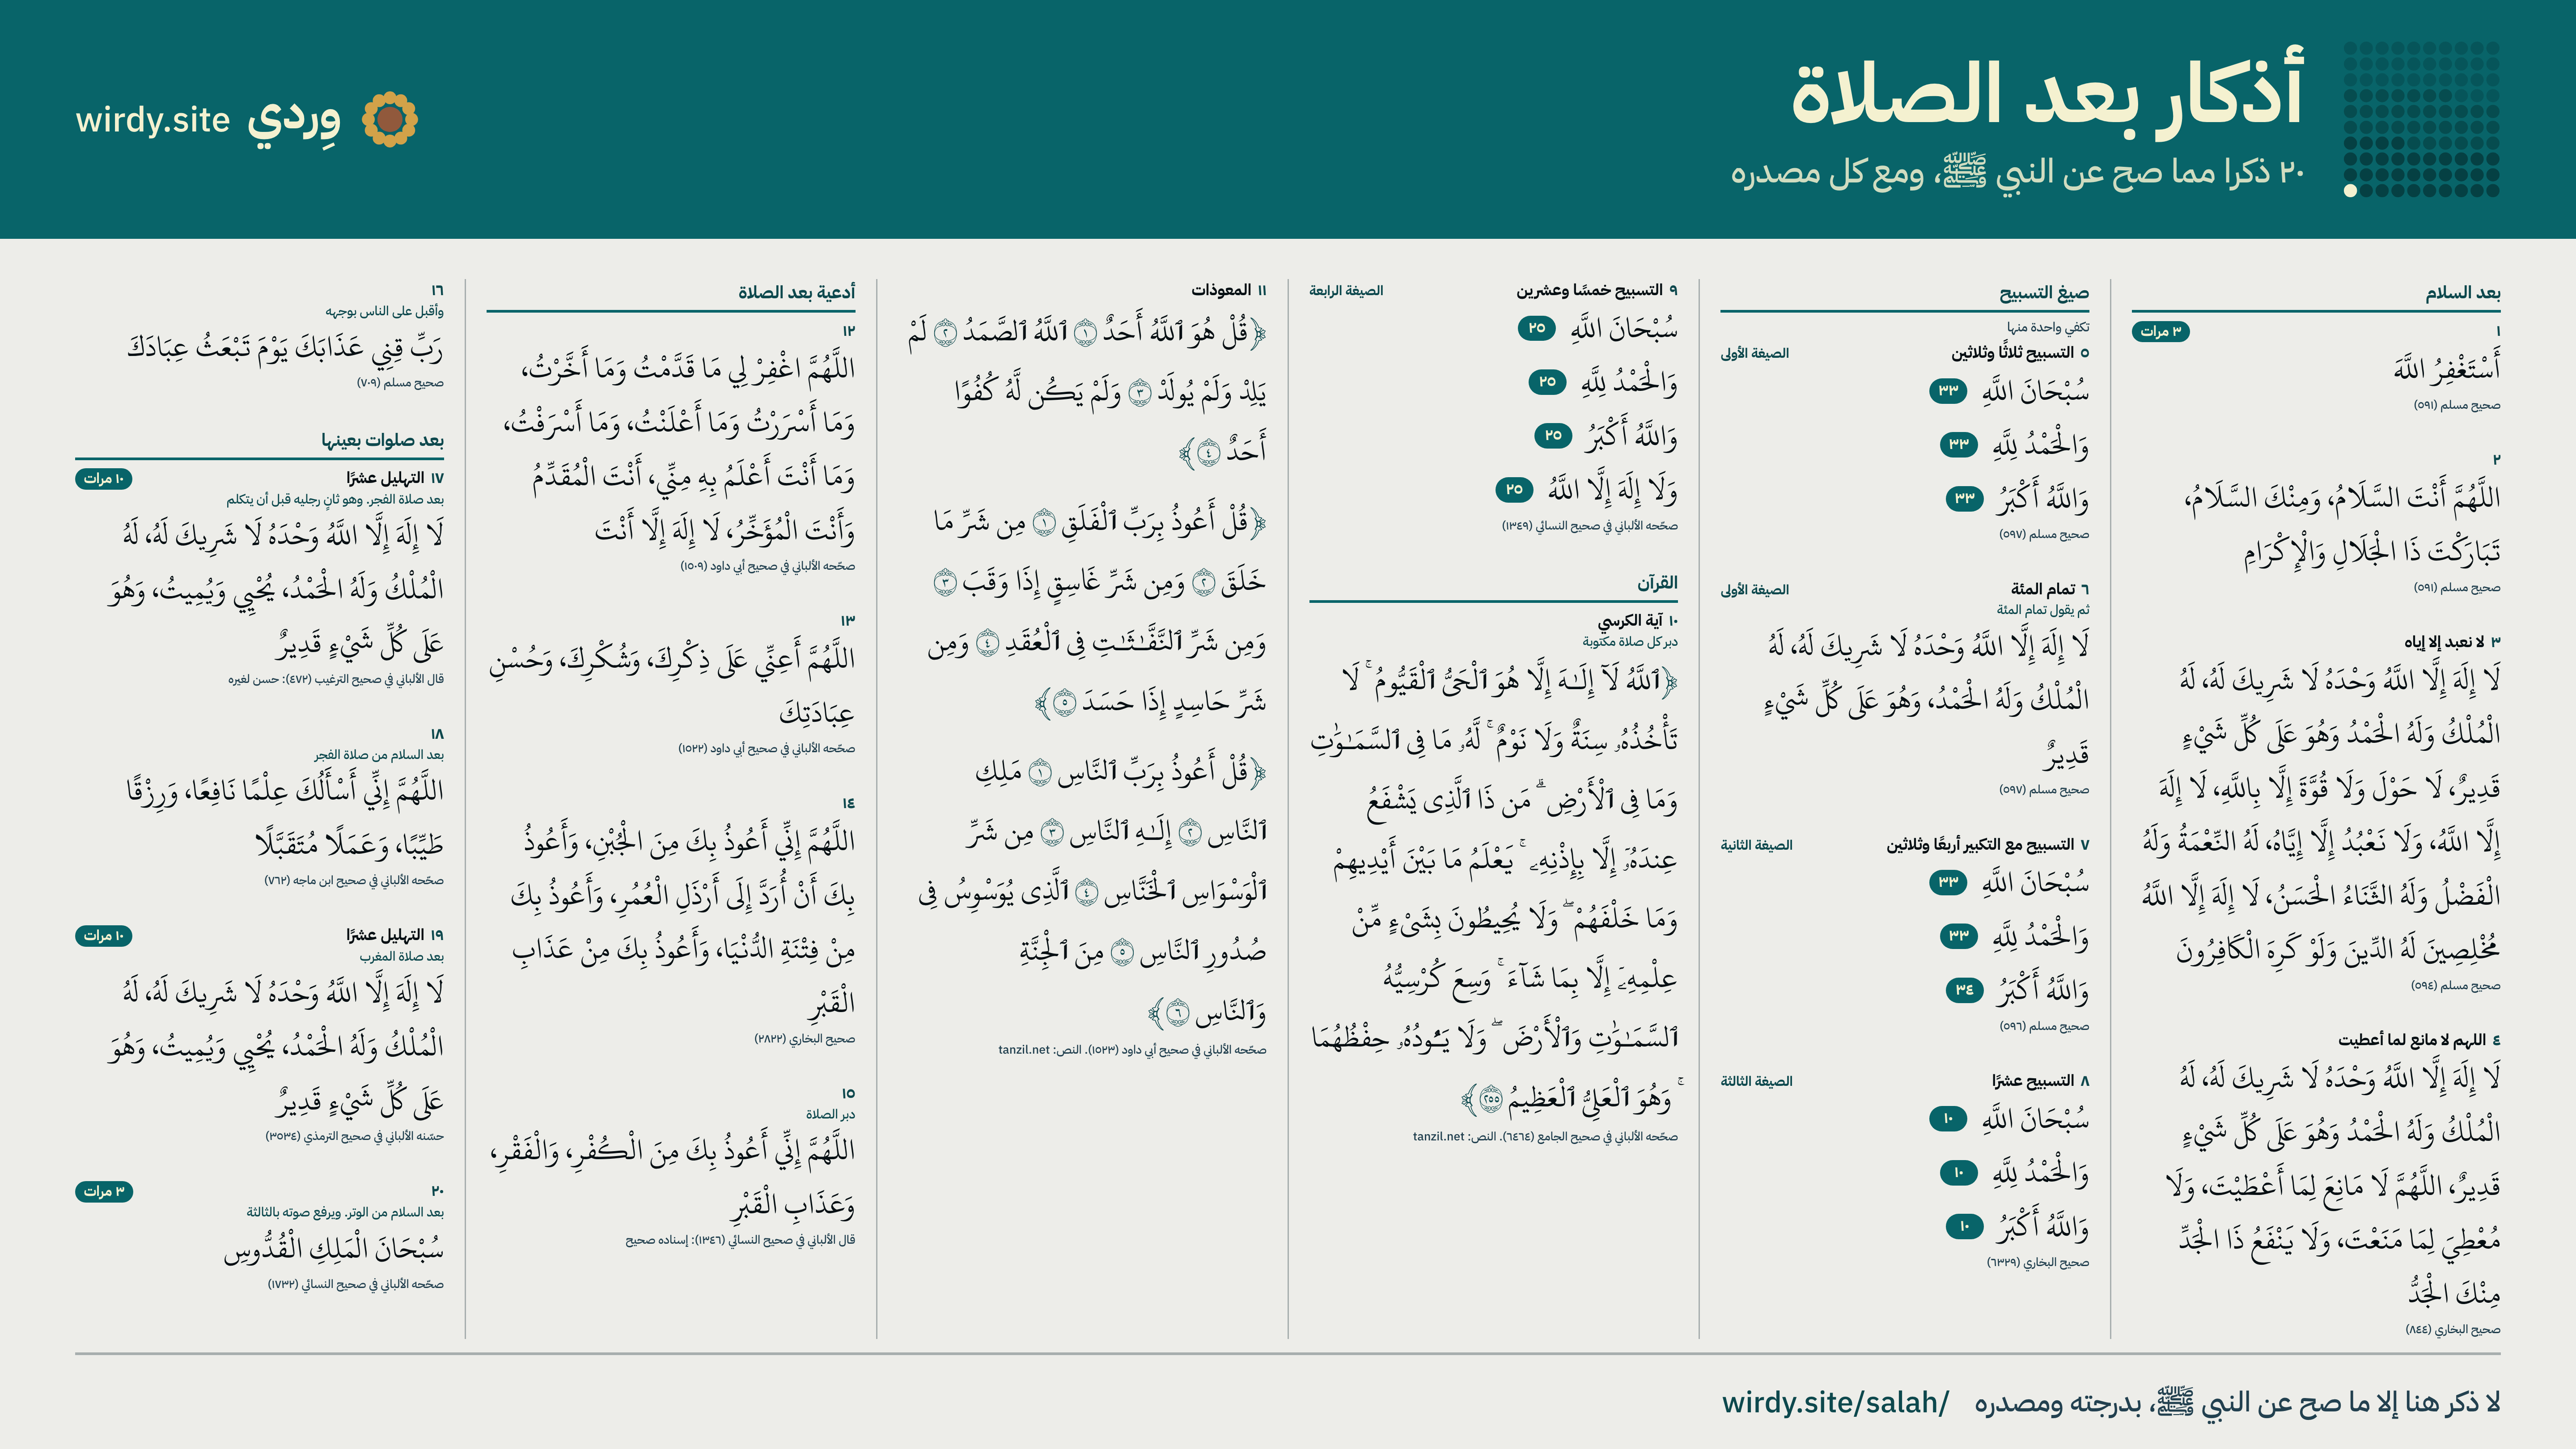 أذكار بعد الصلاة
٢٠ ذكرا مما صح عن النبي ﷺ، ومع كل مصدره
وِردي wirdy.site
بعد السلام
١ ٣ مرات
أَسْتَغْفِرُ اللَّهَ
صحيح مسلم (٥٩١)
٢
اللَّهُمَّ أَنْتَ السَّلَامُ، وَمِنْكَ السَّلَامُ،
تَبَارَكْتَ ذَا الْجَلَالِ وَالْإِكْرَامِ
صحيح مسلم (٥٩١)
٣ لا نعبد إلا إياه
لَا إِلَهَ إِلَّا اللَّهُ وَحْدَهُ لَا شَرِيكَ لَهُ، لَهُ
الْمُلْكُ وَلَهُ الْحَمْدُ وَهُوَ عَلَى كُلِّ شَيْءٍ
قَدِيرٌ، لَا حَوْلَ وَلَا قُوَّةَ إِلَّا بِاللَّهِ، لَا إِلَهَ
إِلَّا اللَّهُ، وَلَا نَعْبُدُ إِلَّا إِيَّاهُ، لَهُ النِّعْمَةُ وَلَهُ
الْفَضْلُ وَلَهُ الثَّنَاءُ الْحَسَنُ، لَا إِلَهَ إِلَّا اللَّهُ
مُخْلِصِينَ لَهُ الدِّينَ وَلَوْ كَرِهَ الْكَافِرُونَ
صحيح مسلم (٥٩٤)
٤ اللهم لا مانع لما أعطيت
لَا إِلَهَ إِلَّا اللَّهُ وَحْدَهُ لَا شَرِيكَ لَهُ، لَهُ
الْمُلْكُ وَلَهُ الْحَمْدُ وَهُوَ عَلَى كُلِّ شَيْءٍ
قَدِيرٌ، اللَّهُمَّ لَا مَانِعَ لِمَا أَعْطَيْتَ، وَلَا
مُعْطِيَ لِمَا مَنَعْتَ، وَلَا يَنْفَعُ ذَا الْجَدِّ
مِنْكَ الْجَدُّ
صحيح البخاري (٨٤٤)
صيغ التسبيح
تكفي واحدة منها
٥ التسبيح ثلاثًا وثلاثين الصيغة الأولى
سُبْحَانَ اللَّهِ ٣٣
وَالْحَمْدُ لِلَّهِ ٣٣
وَاللَّهُ أَكْبَرُ ٣٣
صحيح مسلم (٥٩٧)
٦ تمام المئة الصيغة الأولى
ثم يقول تمام المئة
لَا إِلَهَ إِلَّا اللَّهُ وَحْدَهُ لَا شَرِيكَ لَهُ، لَهُ
الْمُلْكُ وَلَهُ الْحَمْدُ، وَهُوَ عَلَى كُلِّ شَيْءٍ
قَدِيرٌ
صحيح مسلم (٥٩٧)
٧ التسبيح مع التكبير أربعًا وثلاثين الصيغة الثانية
سُبْحَانَ اللَّهِ ٣٣
وَالْحَمْدُ لِلَّهِ ٣٣
وَاللَّهُ أَكْبَرُ ٣٤
صحيح مسلم (٥٩٦)
٨ التسبيح عشرًا الصيغة الثالثة
سُبْحَانَ اللَّهِ ١٠
وَالْحَمْدُ لِلَّهِ ١٠
وَاللَّهُ أَكْبَرُ ١٠
صحيح البخاري (٦٣٢٩)
٩ التسبيح خمسًا وعشرين الصيغة الرابعة
سُبْحَانَ اللَّهِ ٢٥
وَالْحَمْدُ لِلَّهِ ٢٥
وَاللَّهُ أَكْبَرُ ٢٥
وَلَا إِلَهَ إِلَّا اللَّهُ ٢٥
صحّحه الألباني في صحيح النسائي (١٣٤٩)
القرآن
١٠ آية الكرسي
دبر كل صلاة مكتوبة
﴿ٱللَّهُ لَآ إِلَـٰهَ إِلَّا هُوَ ٱلْحَىُّ ٱلْقَيُّومُ ۚ لَا
تَأْخُذُهُۥ سِنَةٌ وَلَا نَوْمٌ ۚ لَّهُۥ مَا فِى ٱلسَّمَـٰوَٰتِ
وَمَا فِى ٱلْأَرْضِ ۗ مَن ذَا ٱلَّذِى يَشْفَعُ
عِندَهُۥٓ إِلَّا بِإِذْنِهِۦ ۚ يَعْلَمُ مَا بَيْنَ أَيْدِيهِمْ
وَمَا خَلْفَهُمْ ۖ وَلَا يُحِيطُونَ بِشَىْءٍ مِّنْ
عِلْمِهِۦٓ إِلَّا بِمَا شَآءَ ۚ وَسِعَ كُرْسِيُّهُ
ٱلسَّمَـٰوَٰتِ وَٱلْأَرْضَ ۖ وَلَا يَـُٔودُهُۥ حِفْظُهُمَا
ۚ وَهُوَ ٱلْعَلِىُّ ٱلْعَظِيمُ ٢٥٥﴾
صحّحه الألباني في صحيح الجامع (٦٤٦٤). النص: tanzil.net
١١ المعوذات
﴿قُلْ هُوَ ٱللَّهُ أَحَدٌ ١ ٱللَّهُ ٱلصَّمَدُ ٢ لَمْ
يَلِدْ وَلَمْ يُولَدْ ٣ وَلَمْ يَكُن لَّهُ كُفُوًا
أَحَدٌ ٤﴾
﴿قُلْ أَعُوذُ بِرَبِّ ٱلْفَلَقِ ١ مِن شَرِّ مَا
خَلَقَ ٢ وَمِن شَرِّ غَاسِقٍ إِذَا وَقَبَ ٣
وَمِن شَرِّ ٱلنَّفَّـٰثَـٰتِ فِى ٱلْعُقَدِ ٤ وَمِن
شَرِّ حَاسِدٍ إِذَا حَسَدَ ٥﴾
﴿قُلْ أَعُوذُ بِرَبِّ ٱلنَّاسِ ١ مَلِكِ
ٱلنَّاسِ ٢ إِلَـٰهِ ٱلنَّاسِ ٣ مِن شَرِّ
ٱلْوَسْوَاسِ ٱلْخَنَّاسِ ٤ ٱلَّذِى يُوَسْوِسُ فِى
صُدُورِ ٱلنَّاسِ ٥ مِنَ ٱلْجِنَّةِ
وَٱلنَّاسِ ٦﴾
صحّحه الألباني في صحيح أبي داود (١٥٢٣). النص: tanzil.net
أدعية بعد الصلاة
١٢
اللَّهُمَّ اغْفِرْ لِي مَا قَدَّمْتُ وَمَا أَخَّرْتُ،
وَمَا أَسْرَرْتُ وَمَا أَعْلَنْتُ، وَمَا أَسْرَفْتُ،
وَمَا أَنْتَ أَعْلَمُ بِهِ مِنِّي، أَنْتَ الْمُقَدِّمُ
وَأَنْتَ الْمُؤَخِّرُ، لَا إِلَهَ إِلَّا أَنْتَ
صحّحه الألباني في صحيح أبي داود (١٥٠٩)
١٣
اللَّهُمَّ أَعِنِّي عَلَى ذِكْرِكَ، وَشُكْرِكَ، وَحُسْنِ
عِبَادَتِكَ
صحّحه الألباني في صحيح أبي داود (١٥٢٢)
١٤
اللَّهُمَّ إِنِّي أَعُوذُ بِكَ مِنَ الْجُبْنِ، وَأَعُوذُ
بِكَ أَنْ أُرَدَّ إِلَى أَرْذَلِ الْعُمُرِ، وَأَعُوذُ بِكَ
مِنْ فِتْنَةِ الدُّنْيَا، وَأَعُوذُ بِكَ مِنْ عَذَابِ
الْقَبْرِ
صحيح البخاري (٢٨٢٢)
١٥
دبر الصلاة
اللَّهُمَّ إِنِّي أَعُوذُ بِكَ مِنَ الْكُفْرِ، وَالْفَقْرِ،
وَعَذَابِ الْقَبْرِ
قال الألباني في صحيح النسائي (١٣٤٦): إسناده صحيح
١٦
وأقبل على الناس بوجهه
رَبِّ قِنِي عَذَابَكَ يَوْمَ تَبْعَثُ عِبَادَكَ
صحيح مسلم (٧٠٩)
بعد صلوات بعينها
١٧ التهليل عشرًا ١٠ مرات
بعد صلاة الفجر. وهو ثانٍ رجليه قبل أن يتكلم
لَا إِلَهَ إِلَّا اللَّهُ وَحْدَهُ لَا شَرِيكَ لَهُ، لَهُ
الْمُلْكُ وَلَهُ الْحَمْدُ، يُحْيِي وَيُمِيتُ، وَهُوَ
عَلَى كُلِّ شَيْءٍ قَدِيرٌ
قال الألباني في صحيح الترغيب (٤٧٢): حسن لغيره
١٨
بعد السلام من صلاة الفجر
اللَّهُمَّ إِنِّي أَسْأَلُكَ عِلْمًا نَافِعًا، وَرِزْقًا
طَيِّبًا، وَعَمَلًا مُتَقَبَّلًا
صحّحه الألباني في صحيح ابن ماجه (٧٦٢)
١٩ التهليل عشرًا ١٠ مرات
بعد صلاة المغرب
لَا إِلَهَ إِلَّا اللَّهُ وَحْدَهُ لَا شَرِيكَ لَهُ، لَهُ
الْمُلْكُ وَلَهُ الْحَمْدُ، يُحْيِي وَيُمِيتُ، وَهُوَ
عَلَى كُلِّ شَيْءٍ قَدِيرٌ
حسّنه الألباني في صحيح الترمذي (٣٥٣٤)
٢٠ ٣ مرات
بعد السلام من الوتر. ويرفع صوته بالثالثة
سُبْحَانَ الْمَلِكِ الْقُدُّوسِ
صحّحه الألباني في صحيح النسائي (١٧٣٢)
لا ذكر هنا إلا ما صح عن النبي ﷺ، بدرجته ومصدره wirdy.site/salah/